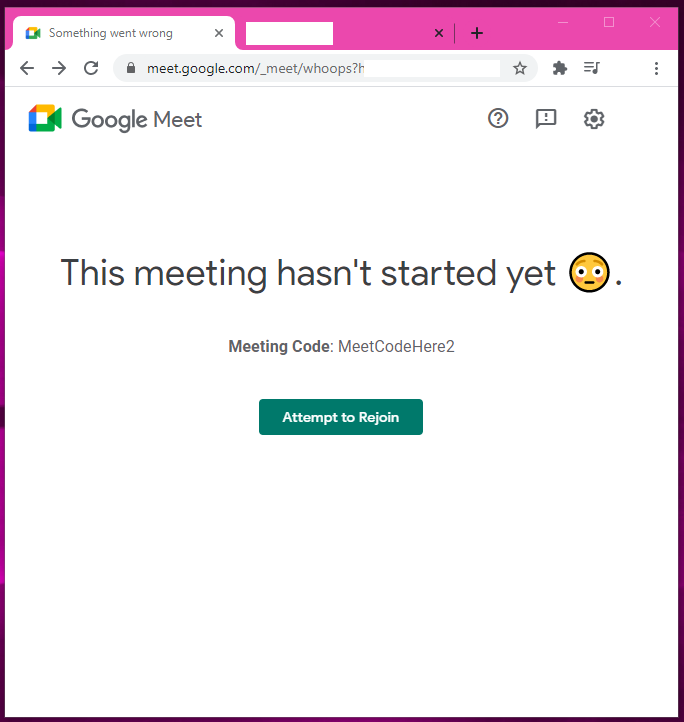 Something went wrong
meet.google.com/_meet/whoops?h
Google Meet
This meeting hasn't started yet 😳.
Meeting Code: MeetCodeHere2
Attempt to Rejoin